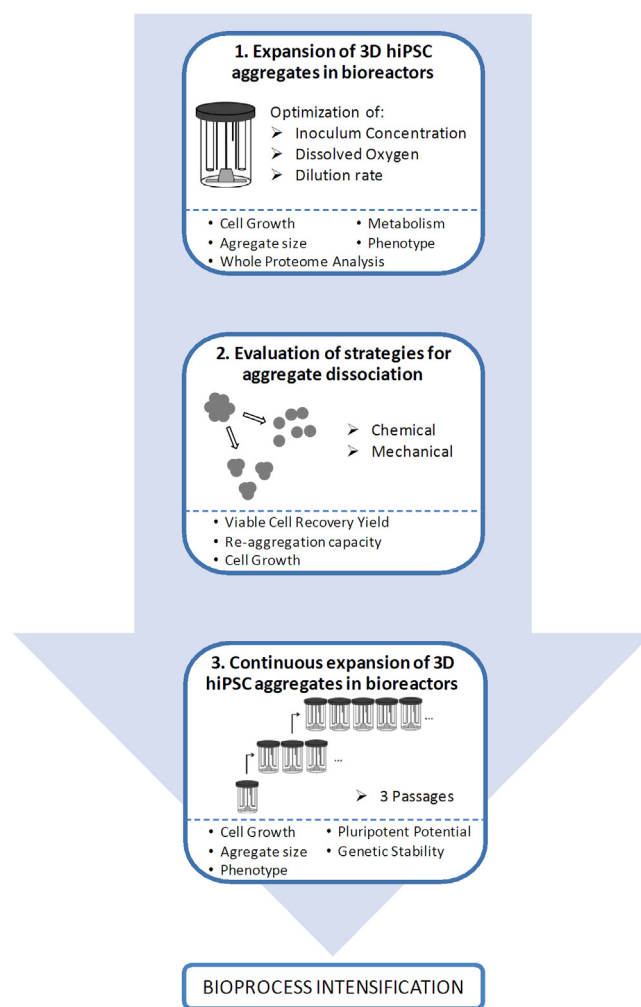 1. Expansion of 3D hiPSC
aggregates in bioreactors
Optimization of:
➢ Inoculum Concentration
➢ Dissolved Oxygen
➢ Dilution rate
• Cell Growth • Metabolism
• Agregate size • Phenotype
• Whole Proteome Analysis
2. Evaluation of strategies for
aggregate dissociation
➢ Chemical
➢ Mechanical
• Viable Cell Recovery Yield
• Re-aggregation capacity
• Cell Growth
3. Continuous expansion of 3D
hiPSC aggregates in bioreactors
...
...
➢ 3 Passages
• Cell Growth • Pluripotent Potential
• Agregate size • Genetic Stability
• Phenotype
BIOPROCESS INTENSIFICATION